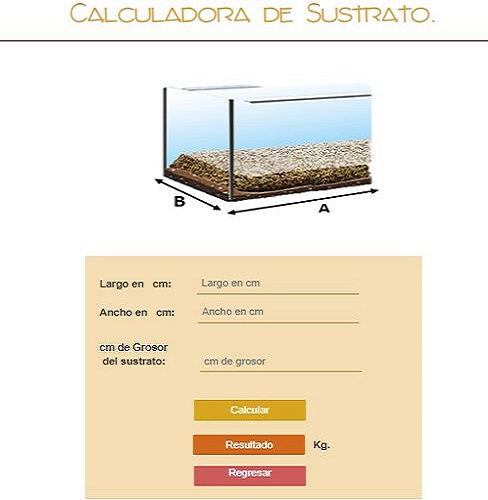 Calculadora de Sustrato.
B
A
Largo en cm: Largo en cm
Ancho en cm: Ancho en cm
cm de Grosor
del sustrato: cm de grosor
Calcular
Resultado Kg.
Regresar